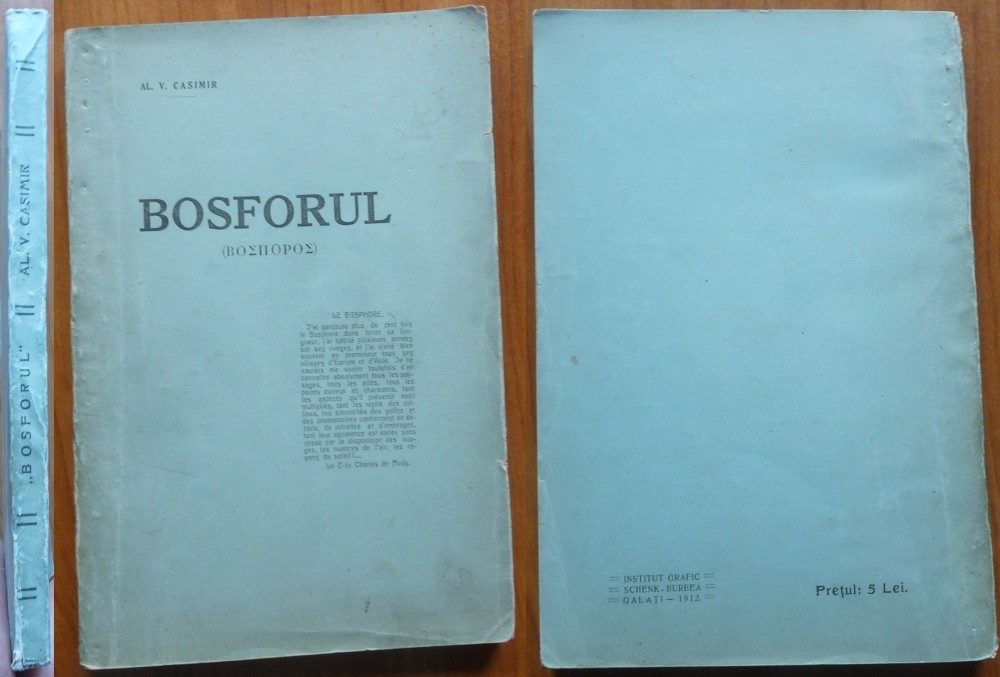 „BOSFORUL“ AL. V. CASIMIR
AL. V. CASIMIR
BOSFORUL
(ΒΟΣΠΟΡΟΣ)
LE BOSPHORE.
J'ai parcouru plus de cent fois
le Bosphore dans toute sa lon-
gueur, j'ai habité plusieurs années
sur ses rivages, et j'ai visité bien
souvent en promeneur tous ses
villages d'Europe et d'Asie. Je ne
saurais me vanter toutefois d'en
connaître absolument tous les pay-
sages, tous les sites, tous les
points curieux et charmants, tant
les aspects qu'il présente sont
multipliés, tant les replis des col-
lines, les sinuosités des golfes et
des promontoires contiennent de dé-
tails, de retraites et d'ombrages,
tant leur apparence est variée sans
cesse par la disposition des nua-
ges, les nuances de l'air, les ra-
yons du soleil !...
Le C-te Charles de Moüy.
INSTITUT GRAFIC
SCHENK-BURBEA
GALAȚI — 1912.
Prețul: 5 Lei.